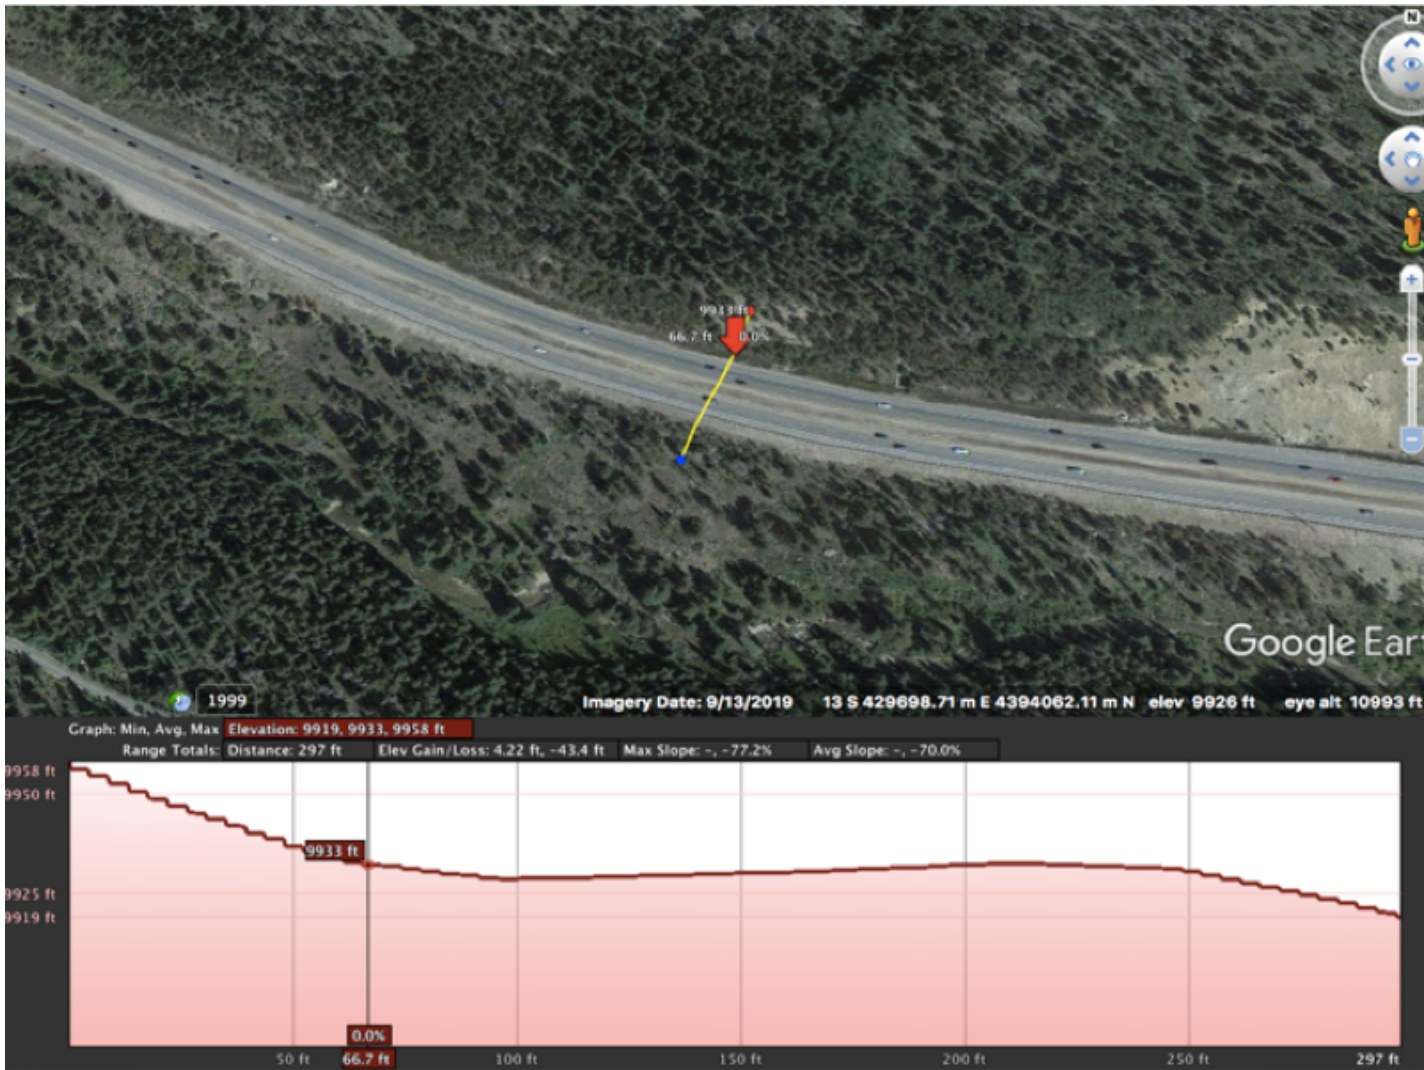 N
9933 ft
66.7 ft 0.0%
Google Ear
1999
Imagery Date: 9/13/2019 13 S 429698.71 m E 4394062.11 m N elev 9926 ft eye alt 10993 ft
Graph: Min, Avg, Max Elevation: 9919, 9933, 9958 ft
Range Totals: Distance: 297 ft Elev Gain/Loss: 4.22 ft, -43.4 ft Max Slope: -, -77.2% Avg Slope: -, -70.0%
9958 ft
9950 ft
9933 ft
9925 ft
9919 ft
0.0%
50 ft 66.7 ft 100 ft 150 ft 200 ft 250 ft 297 ft